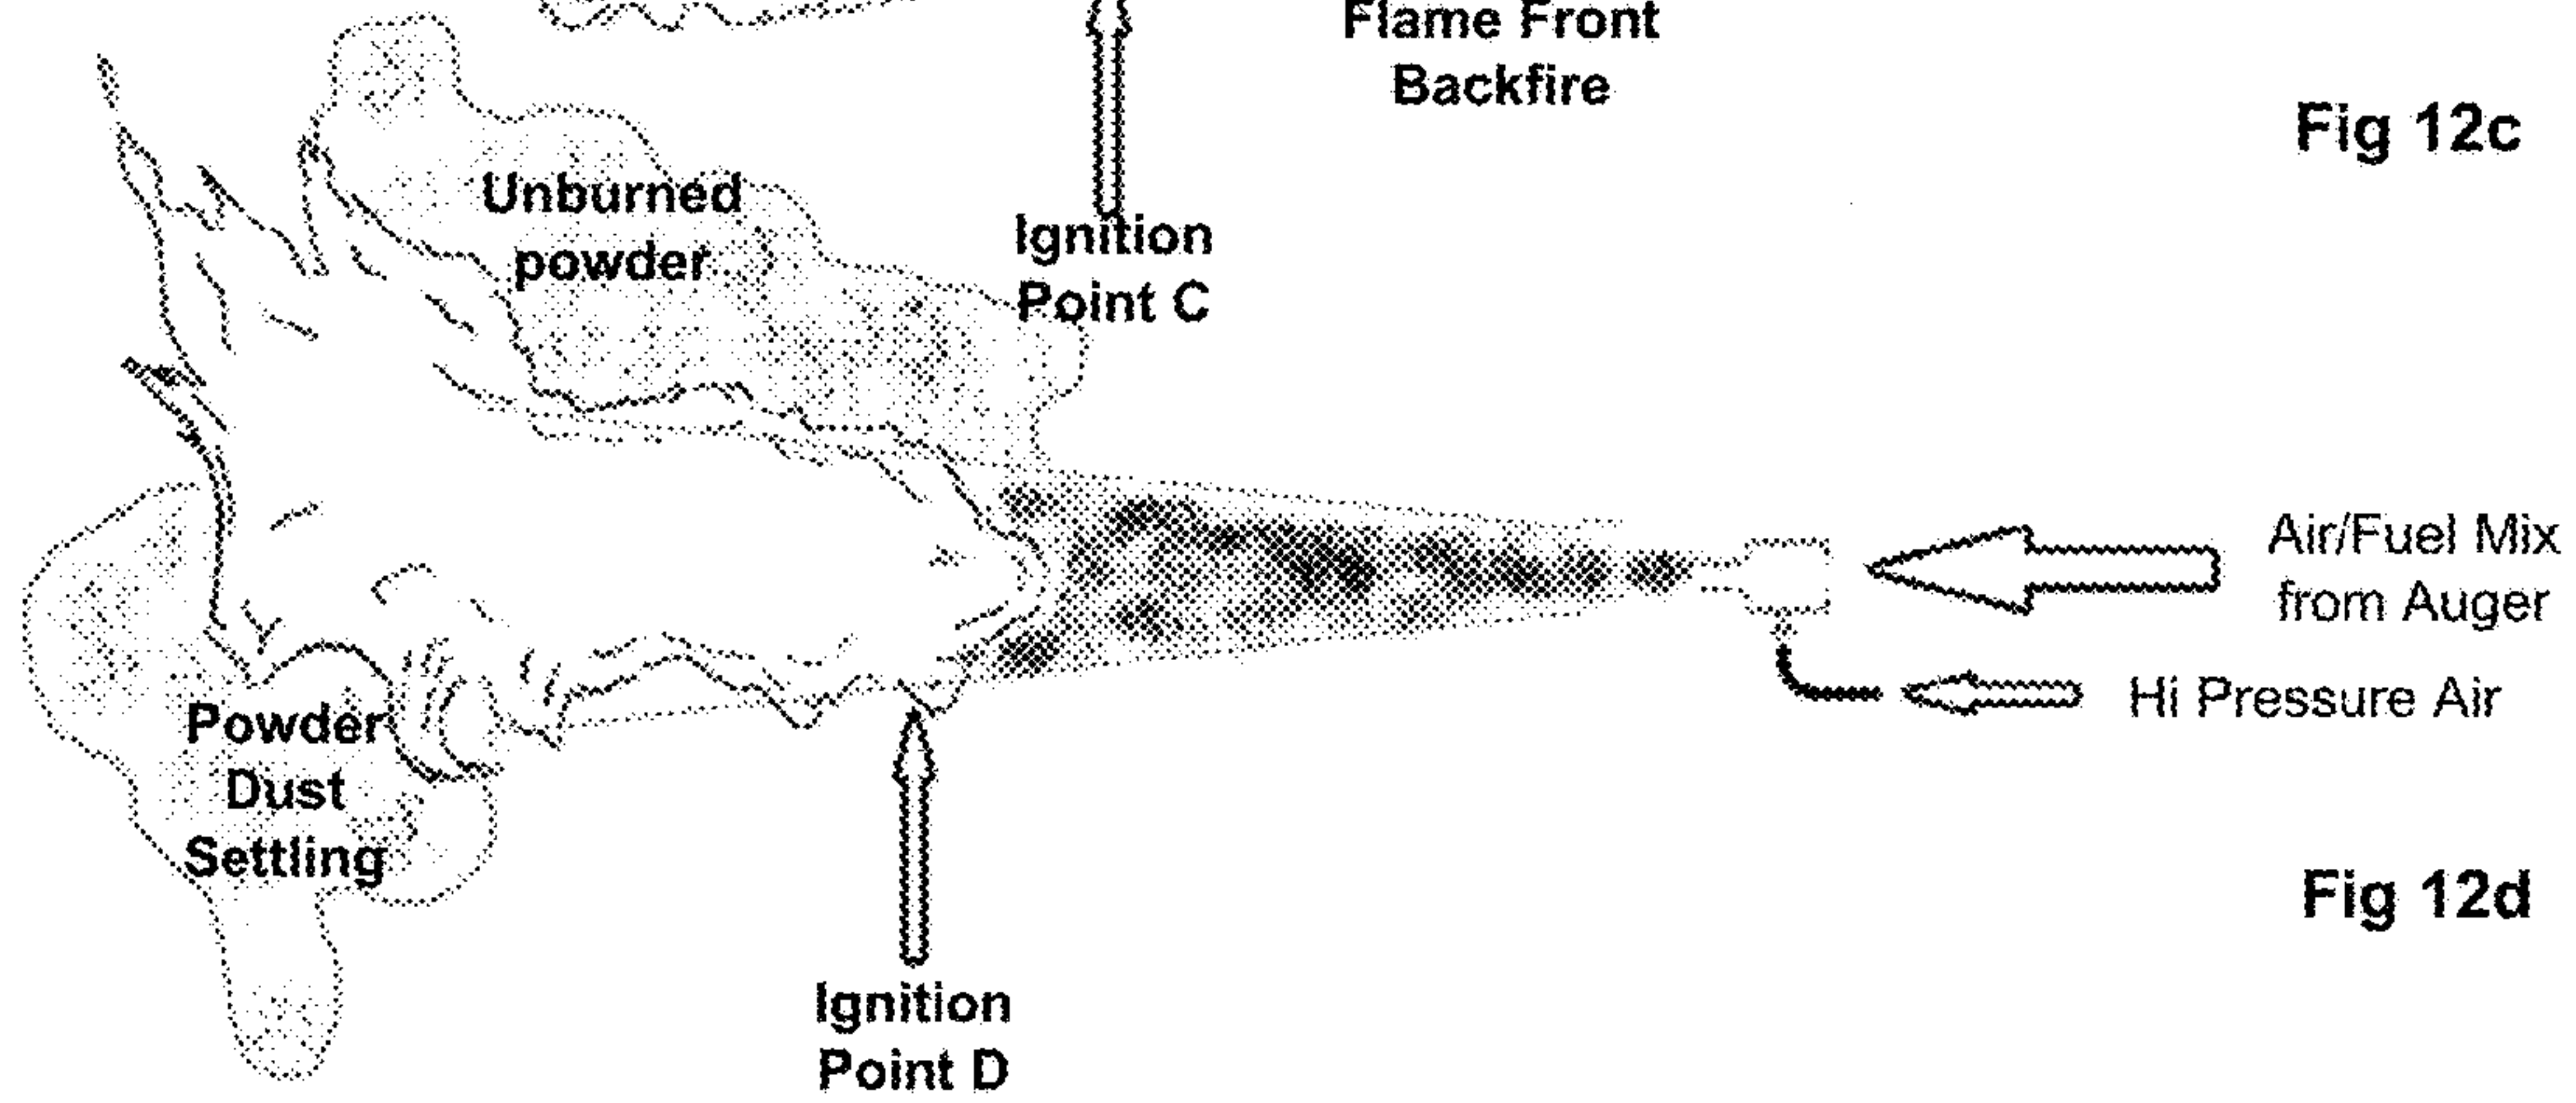 Flame Front
Backfire
Fig 12c
Unburned
powder
Ignition
Point C
Air/Fuel Mix
from Auger
Hi Pressure Air
Powder
Dust
Settling
Fig 12d
Ignition
Point D